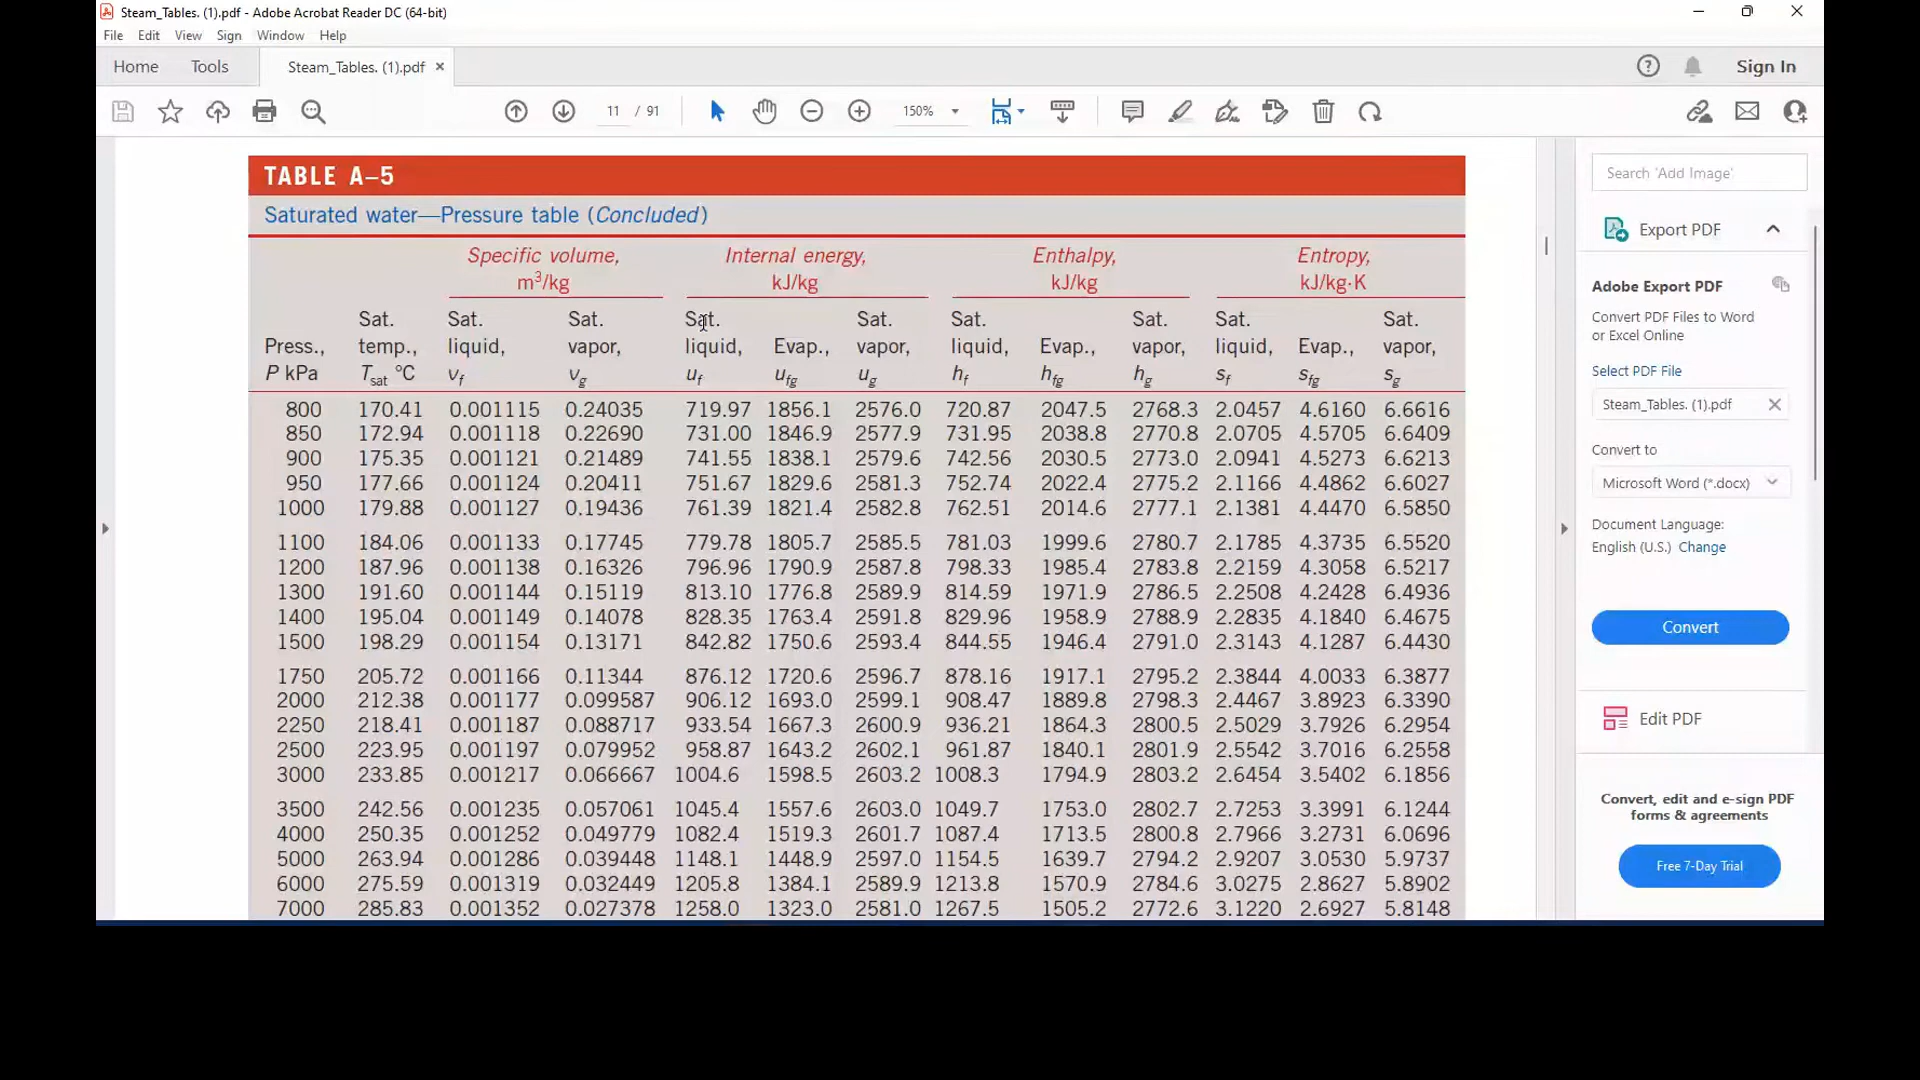 Steam_Tables. (1).pdf - Adobe Acrobat Reader DC (64-bit)
File Edit View Sign Window Help
Home Tools Steam_Tables. (1).pdf × Sign In
11 / 91 150%
TABLE A–5
Saturated water—Pressure table (Concluded)
Specific volume, Internal energy, Enthalpy, Entropy,
m³/kg kJ/kg kJ/kg kJ/kg·K
Sat. Sat. Sat. Sat. Sat. Sat. Sat. Sat. Sat.
Press., temp., liquid, vapor, liquid, Evap., vapor, liquid, Evap., vapor, liquid, Evap., vapor,
P kPa Tsat °C vf vg uf ufg ug hf hfg hg sf sfg sg
800 170.41 0.001115 0.24035 719.97 1856.1 2576.0 720.87 2047.5 2768.3 2.0457 4.6160 6.6616
850 172.94 0.001118 0.22690 731.00 1846.9 2577.9 731.95 2038.8 2770.8 2.0705 4.5705 6.6409
900 175.35 0.001121 0.21489 741.55 1838.1 2579.6 742.56 2030.5 2773.0 2.0941 4.5273 6.6213
950 177.66 0.001124 0.20411 751.67 1829.6 2581.3 752.74 2022.4 2775.2 2.1166 4.4862 6.6027
1000 179.88 0.001127 0.19436 761.39 1821.4 2582.8 762.51 2014.6 2777.1 2.1381 4.4470 6.5850
1100 184.06 0.001133 0.17745 779.78 1805.7 2585.5 781.03 1999.6 2780.7 2.1785 4.3735 6.5520
1200 187.96 0.001138 0.16326 796.96 1790.9 2587.8 798.33 1985.4 2783.8 2.2159 4.3058 6.5217
1300 191.60 0.001144 0.15119 813.10 1776.8 2589.9 814.59 1971.9 2786.5 2.2508 4.2428 6.4936
1400 195.04 0.001149 0.14078 828.35 1763.4 2591.8 829.96 1958.9 2788.9 2.2835 4.1840 6.4675
1500 198.29 0.001154 0.13171 842.82 1750.6 2593.4 844.55 1946.4 2791.0 2.3143 4.1287 6.4430
1750 205.72 0.001166 0.11344 876.12 1720.6 2596.7 878.16 1917.1 2795.2 2.3844 4.0033 6.3877
2000 212.38 0.001177 0.099587 906.12 1693.0 2599.1 908.47 1889.8 2798.3 2.4467 3.8923 6.3390
2250 218.41 0.001187 0.088717 933.54 1667.3 2600.9 936.21 1864.3 2800.5 2.5029 3.7926 6.2954
2500 223.95 0.001197 0.079952 958.87 1643.2 2602.1 961.87 1840.1 2801.9 2.5542 3.7016 6.2558
3000 233.85 0.001217 0.066667 1004.6 1598.5 2603.2 1008.3 1794.9 2803.2 2.6454 3.5402 6.1856
3500 242.56 0.001235 0.057061 1045.4 1557.6 2603.0 1049.7 1753.0 2802.7 2.7253 3.3991 6.1244
4000 250.35 0.001252 0.049779 1082.4 1519.3 2601.7 1087.4 1713.5 2800.8 2.7966 3.2731 6.0696
5000 263.94 0.001286 0.039448 1148.1 1448.9 2597.0 1154.5 1639.7 2794.2 2.9207 3.0530 5.9737
6000 275.59 0.001319 0.032449 1205.8 1384.1 2589.9 1213.8 1570.9 2784.6 3.0275 2.8627 5.8902
7000 285.83 0.001352 0.027378 1258.0 1323.0 2581.0 1267.5 1505.2 2772.6 3.1220 2.6927 5.8148
Search 'Add Image'
Export PDF
Adobe Export PDF
Convert PDF Files to Word
or Excel Online
Select PDF File
Steam_Tables. (1).pdf
Convert to
Microsoft Word (*.docx)
Document Language:
English (U.S.) Change
Convert
Edit PDF
Convert, edit and e-sign PDF
forms & agreements
Free 7-Day Trial